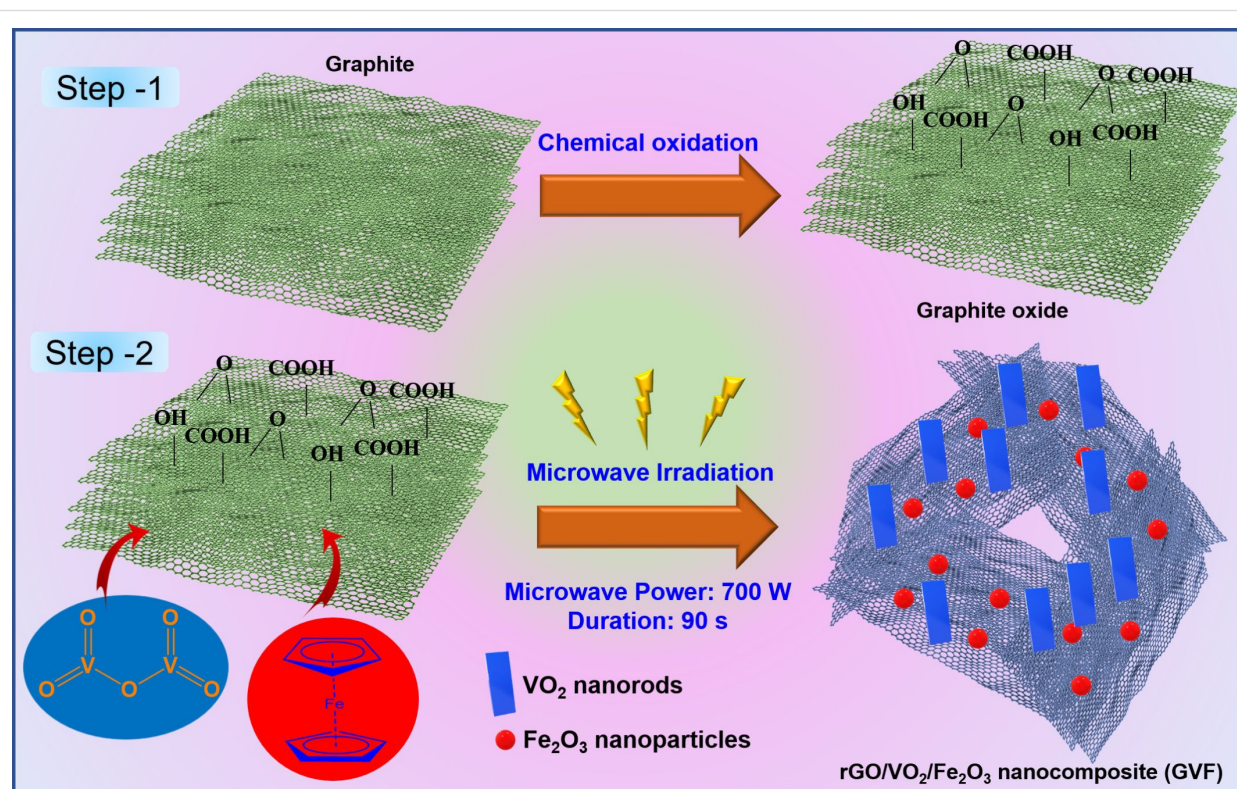 Step -1
Graphite
Chemical oxidation
O
COOH
O
COOH
OH
COOH
O
OH
COOH
Graphite oxide
Step -2
O
COOH
O
COOH
OH
COOH
O
OH
COOH
Microwave Irradiation
Microwave Power: 700 W
Duration: 90 s
O
O
O
V
O
V
O
Fe
VO₂ nanorods
Fe₂O₃ nanoparticles
rGO/VO₂/Fe₂O₃ nanocomposite (GVF)